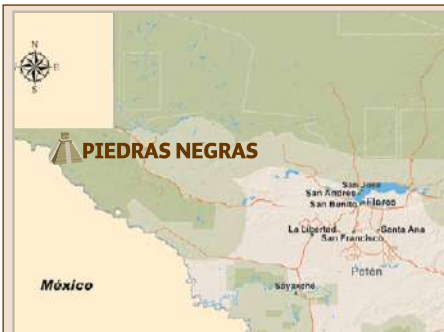 N
E
S
PIEDRAS NEGRAS
San José
San Andrés
San Benito
Flores
La Libertad
San Francisco
Santa Ana
Petén
Sayaxché
México